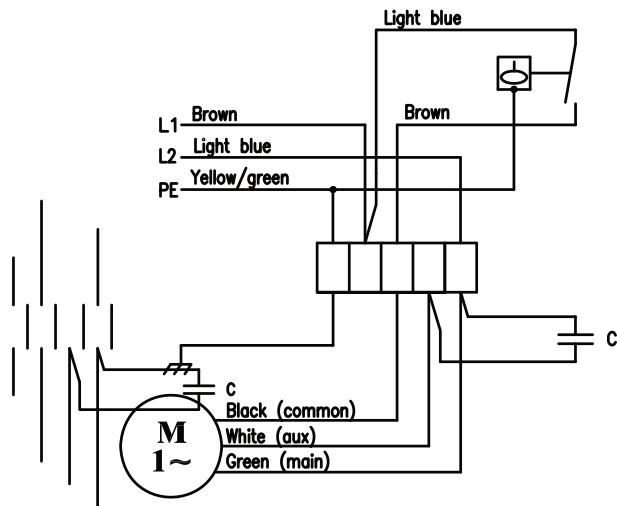 Light blue
Brown
L1 Brown
L2 Light blue
PE Yellow/green
C
C
Black (common)
M
1~
White (aux)
Green (main)